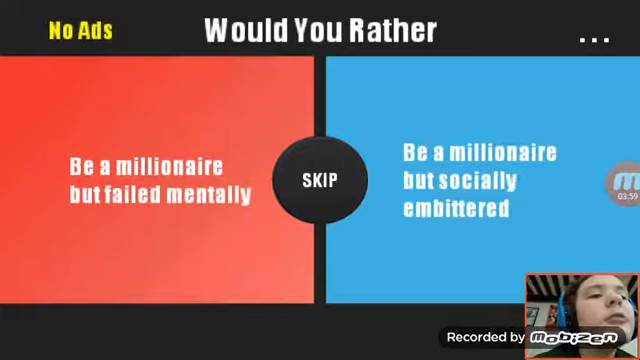 No Ads
Would You Rather
...
Be a millionaire
but failed mentally
SKIP
Be a millionaire
but socially
embittered
m
03:59
Recorded by mobizen